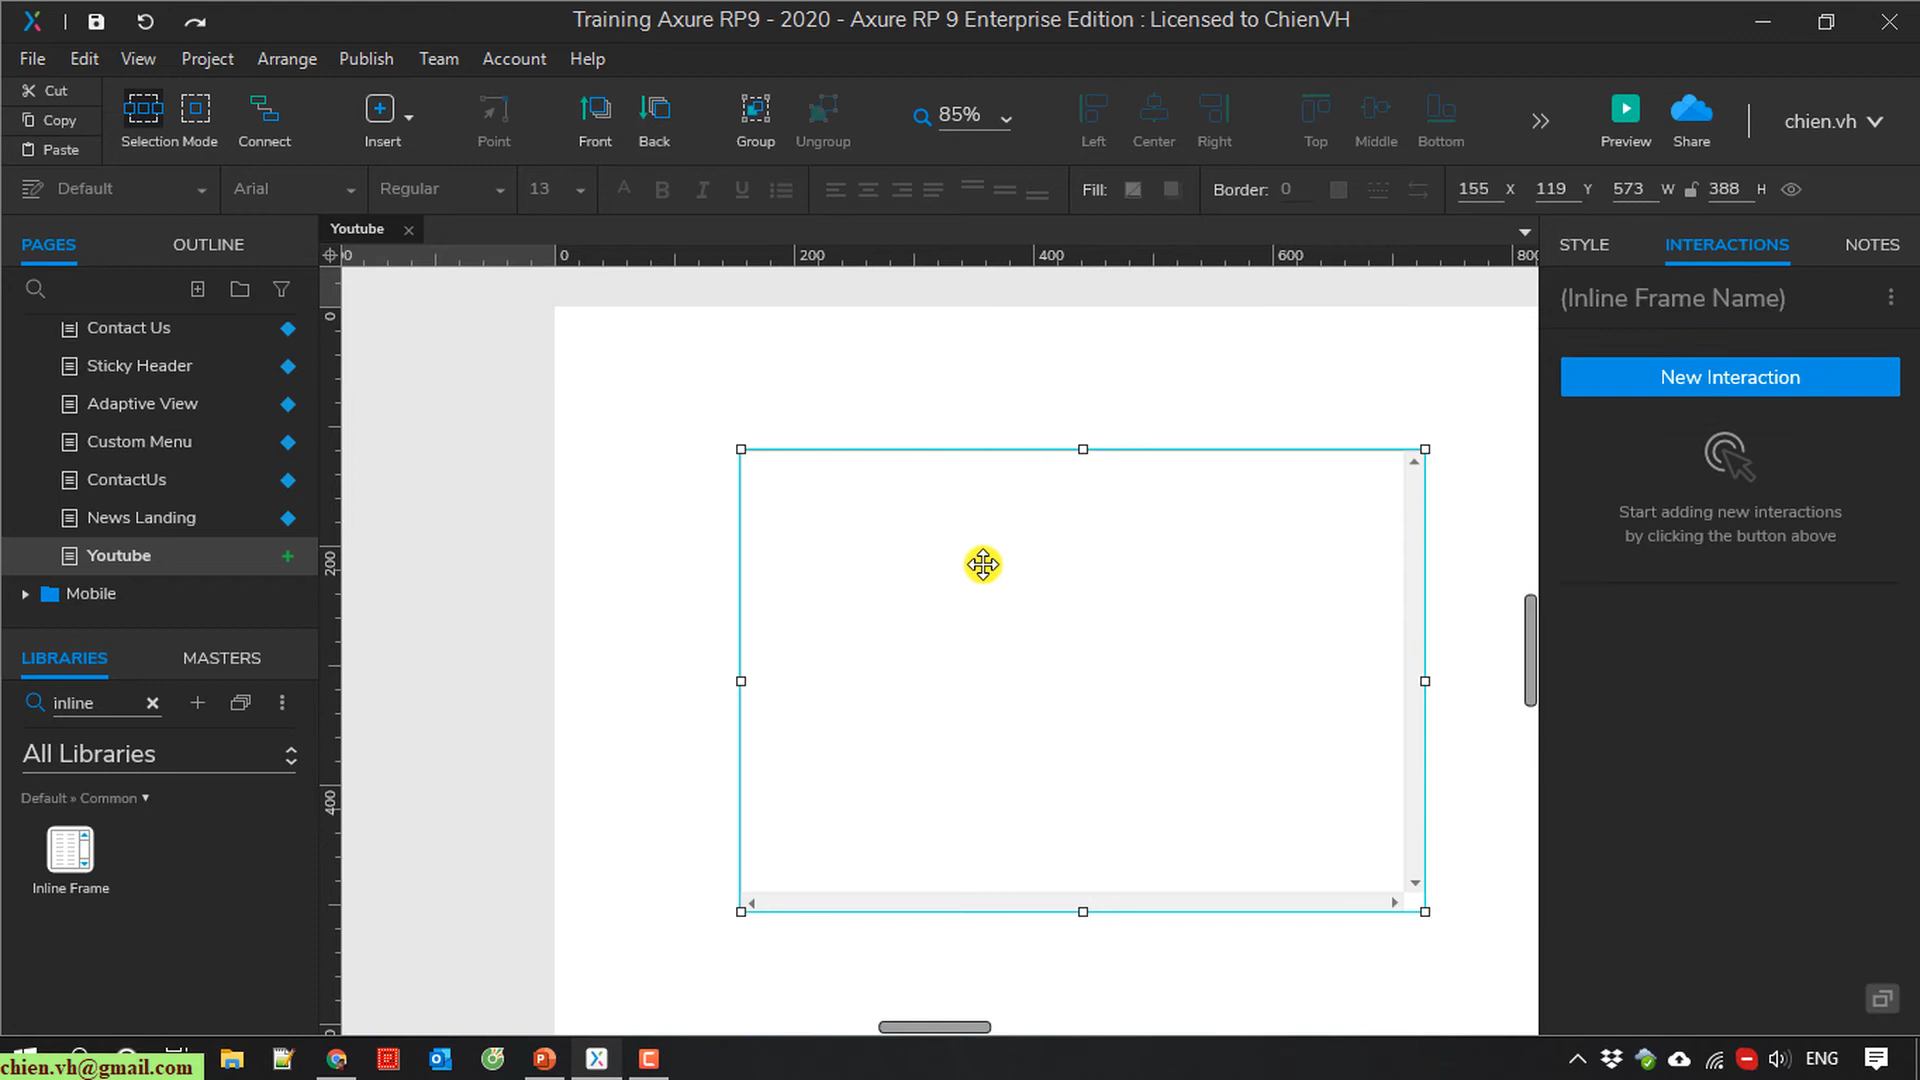 Training Axure RP9 - 2020 - Axure RP 9 Enterprise Edition : Licensed to ChienVH
File Edit View Project Arrange Publish Team Account Help
Cut
Copy
Paste
Selection Mode
Connect
Insert
Point
Front
Back
Group
Ungroup
85%
Left
Center
Right
Top
Middle
Bottom
Preview
Share
chien.vh
Default
Arial
Regular
13
Fill:
Border: 0
155 X 119 Y 573 W 388 H
PAGES OUTLINE
Contact Us
Sticky Header
Adaptive View
Custom Menu
ContactUs
News Landing
Youtube
Mobile
LIBRARIES MASTERS
inline
All Libraries
Default » Common
Inline Frame
Youtube
0 0 200 400 600 800
0
200
400
STYLE INTERACTIONS NOTES
(Inline Frame Name)
New Interaction
Start adding new interactions
by clicking the button above
chien.vh@gmail.com
ENG